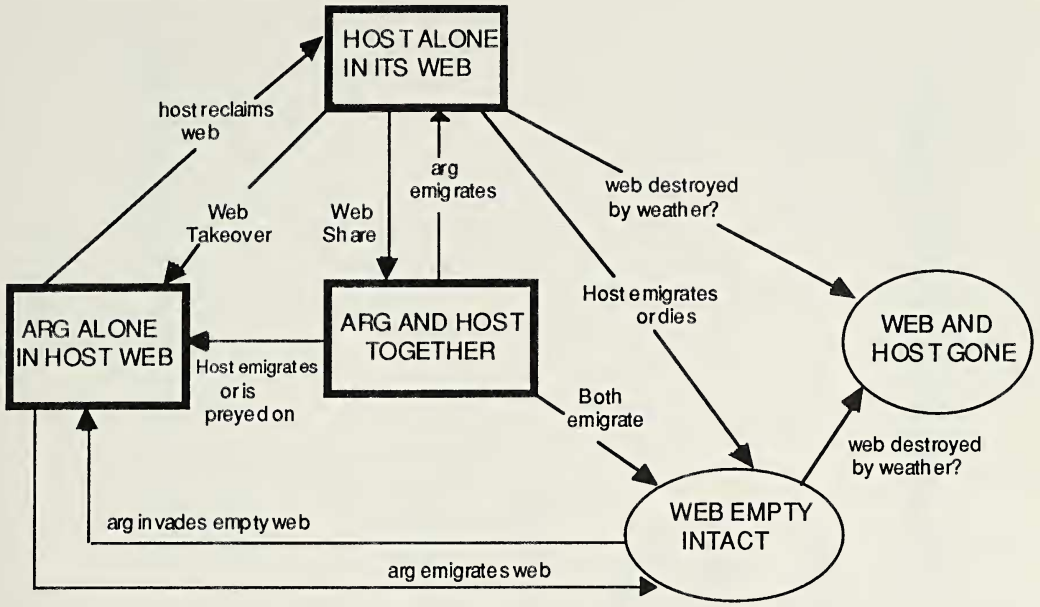 HOST ALONE
IN ITS WEB
host reclaims
web
arg
emigrates
web destroyed
by weather?
Web
Takeover
Web
Share
Host emigrates
or dies
ARG ALONE
IN HOST WEB
ARG AND HOST
TOGETHER
WEB AND
HOST GONE
Host emigrates
or is
preyed on
Both
emigrate
web destroyed
by weather?
WEB EMPTY
INTACT
arg invades empty web
arg emigrates web